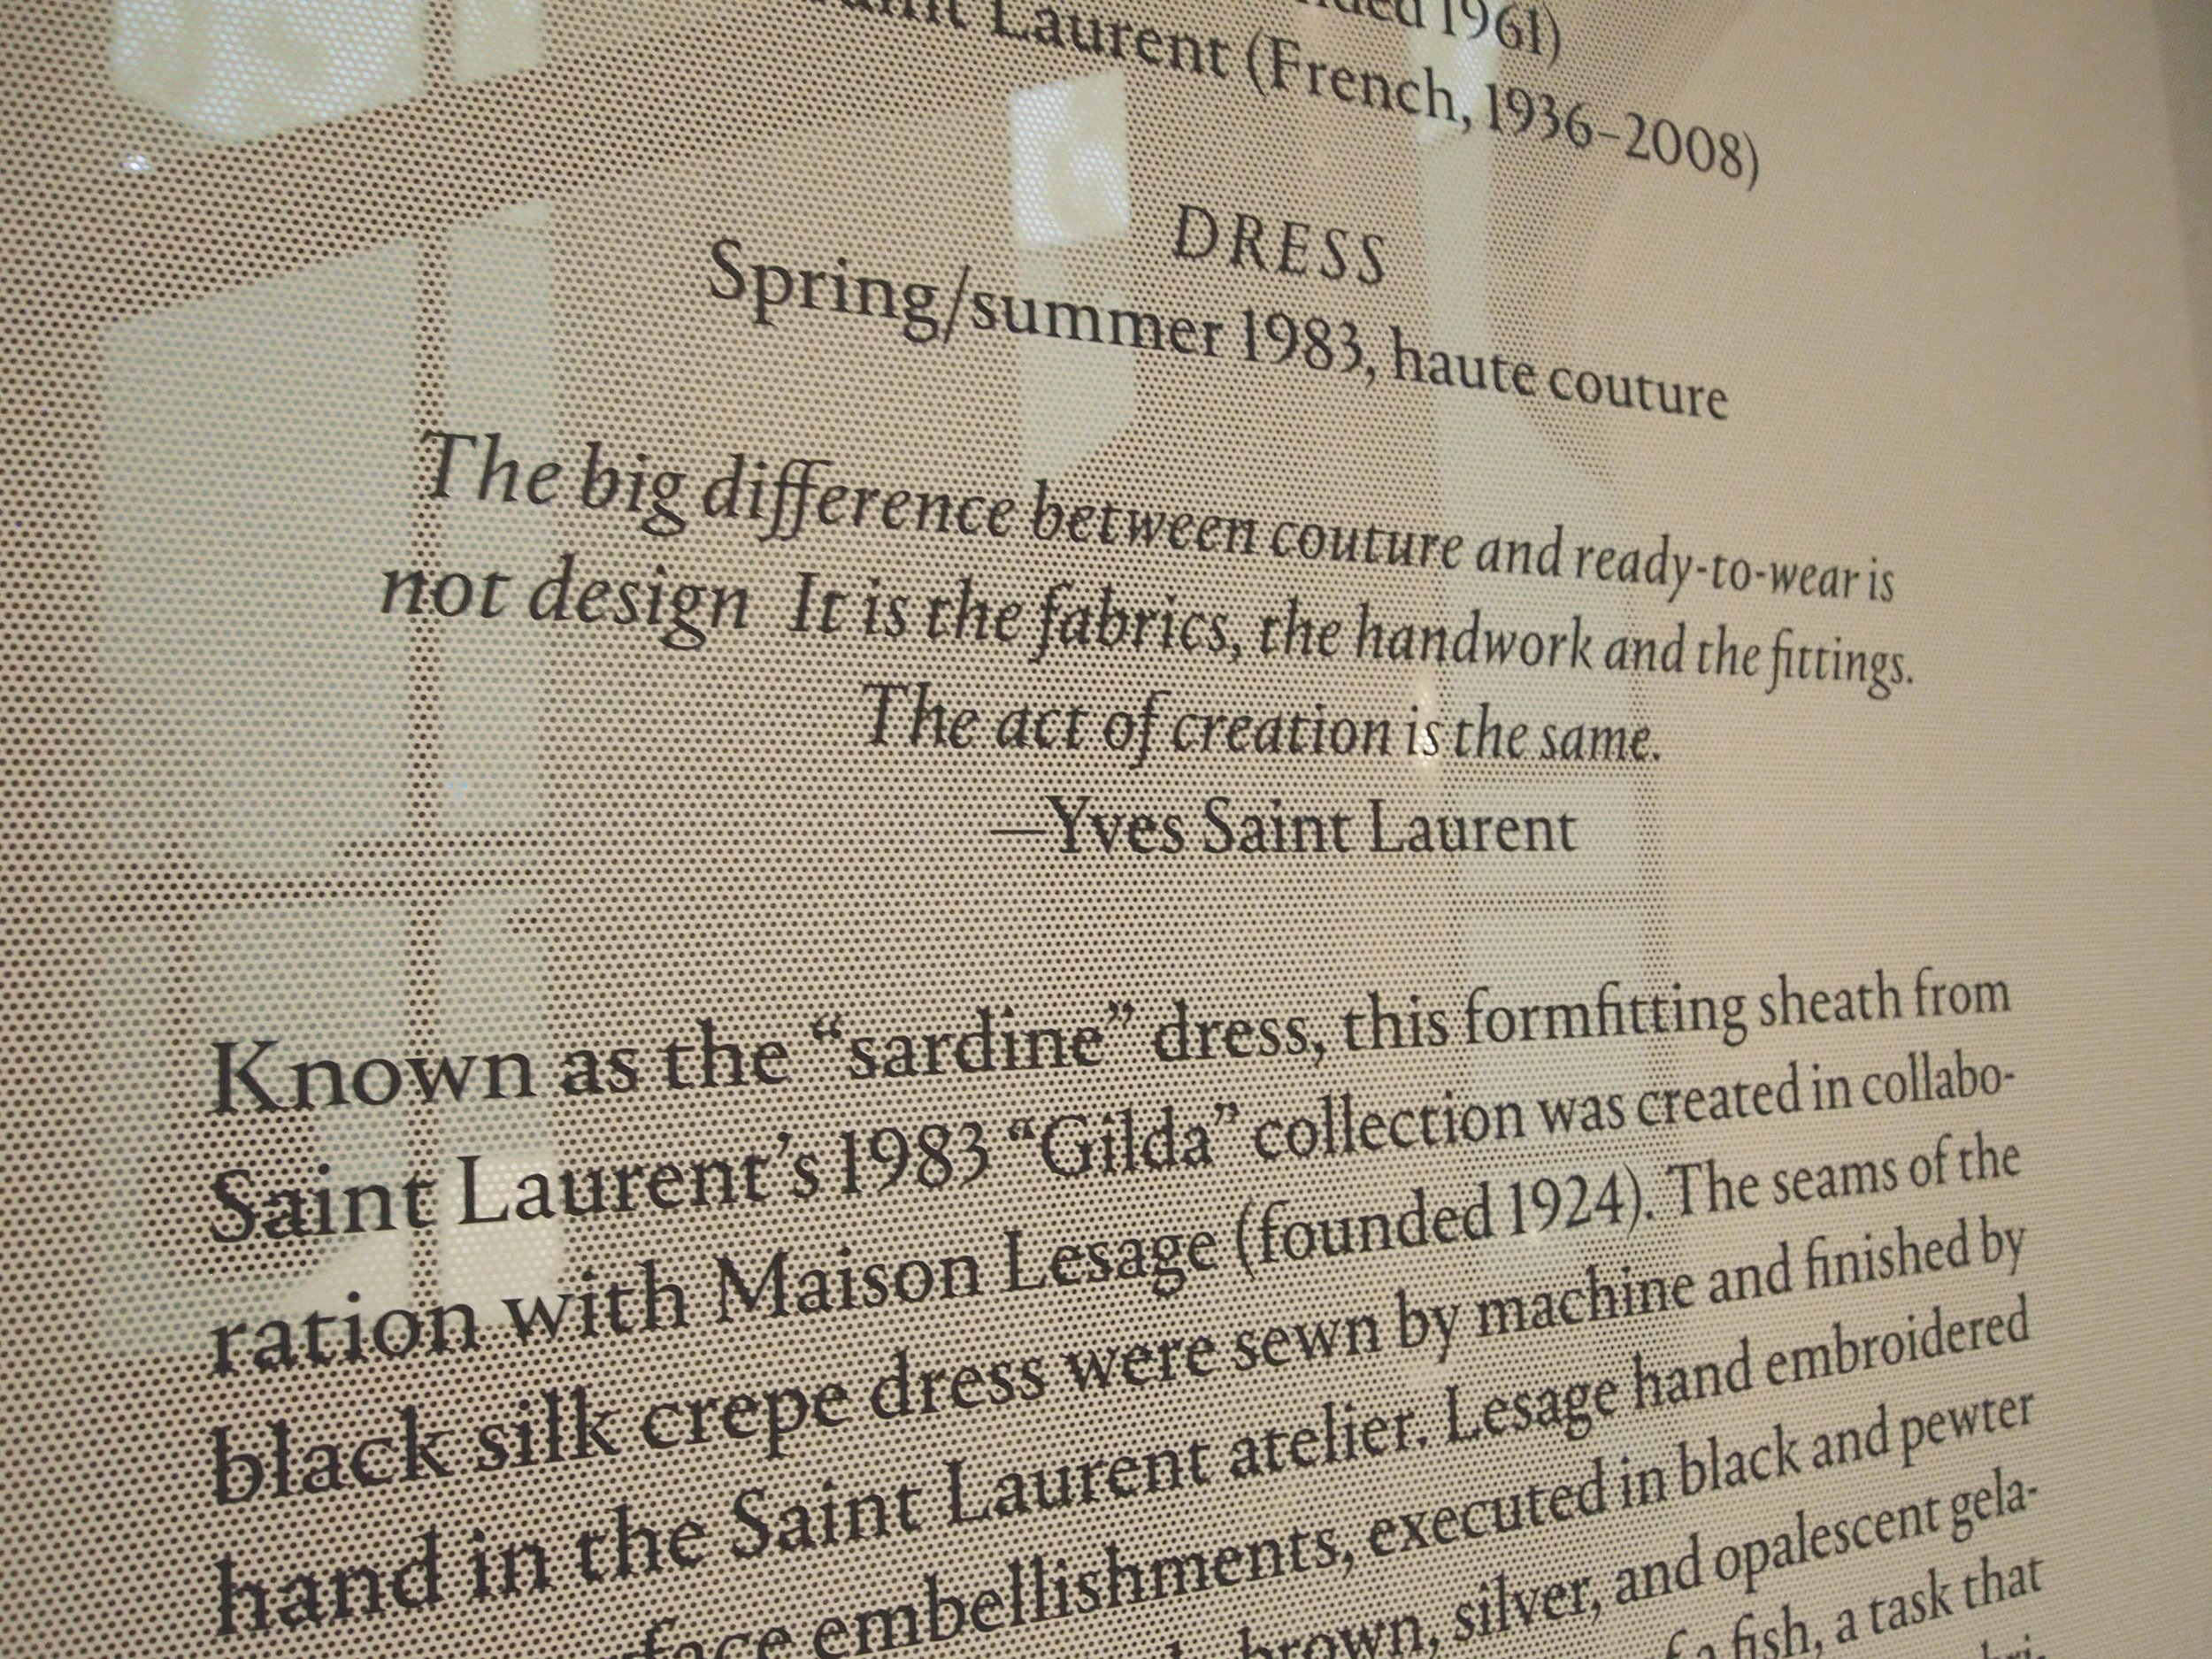 1961)
Laurent (French, 1936–2008)
DRESS
Spring/summer 1983, haute couture
The big difference between couture and ready-to-wear is
not design It is the fabrics, the handwork and the fittings.
The act of creation is the same.
—Yves Saint Laurent
Known as the “sardine” dress, this formfitting sheath from
Saint Laurent’s 1983 “Gilda” collection was created in collabo-
ration with Maison Lesage (founded 1924). The seams of the
black silk crepe dress were sewn by machine and finished by
hand in the Saint Laurent atelier. Lesage hand embroidered
embellishments, executed in black and pewter
brown, silver, and opalescent gela-
a fish, a task that